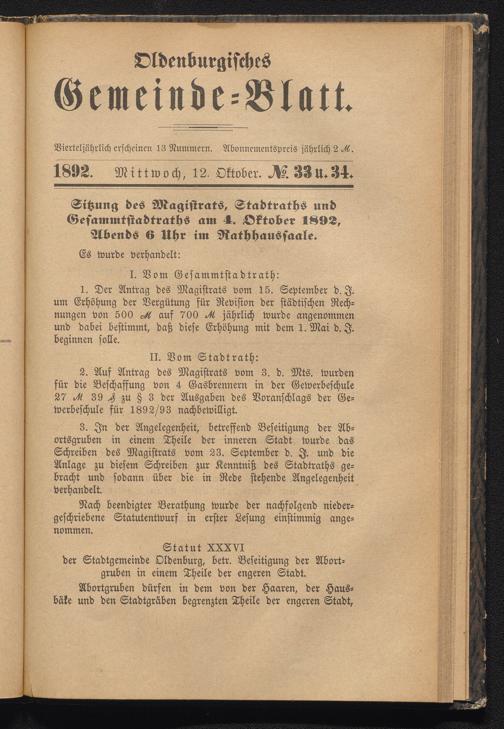 Oldenburgisches
Gemeinde-Blatt.
Vierteljährlich erscheinen 13 Nummern. Abonnementspreis jährlich 2 ℳ.
1892. Mittwoch, 12. Oktober. №. 33 u. 34.
Sitzung des Magistrats, Stadtraths und
Gesammtstadtraths am 4. Oktober 1892,
Abends 6 Uhr im Rathhaussaale.
Es wurde verhandelt:
I. Vom Gesammtstadtrath:
1. Der Antrag des Magistrats vom 15. September d. J.
um Erhöhung der Vergütung für Revision der städtischen Rech-
nungen von 500 ℳ auf 700 ℳ jährlich wurde angenommen
und dabei bestimmt, daß diese Erhöhung mit dem 1. Mai d. J.
beginnen solle.
II. Vom Stadtrath:
2. Auf Antrag des Magistrats vom 3. d. Mts. wurden
für die Beschaffung von 4 Gasbrennern in der Gewerbeschule
27 ℳ 39 ₰ zu § 3 der Ausgaben des Voranschlags der Ge-
werbeschule für 1892/93 nachbewilligt.
3. In der Angelegenheit, betreffend Beseitigung der Ab-
ortsgruben in einem Theile der inneren Stadt wurde das
Schreiben des Magistrats vom 23. September d. J. und die
Anlage zu diesem Schreiben zur Kenntniß des Stadtraths ge-
bracht und sodann über die in Rede stehende Angelegenheit
verhandelt.
Nach beendigter Berathung wurde der nachfolgend nieder-
geschriebene Statutentwurf in erster Lesung einstimmig ange-
nommen.
Statut XXXVI
der Stadtgemeinde Oldenburg, betr. Beseitigung der Abort-
gruben in einem Theile der engeren Stadt.
Abortgruben dürfen in dem von der Haaren, der Haus-
bäke und den Stadtgräben begrenzten Theile der engeren Stadt,